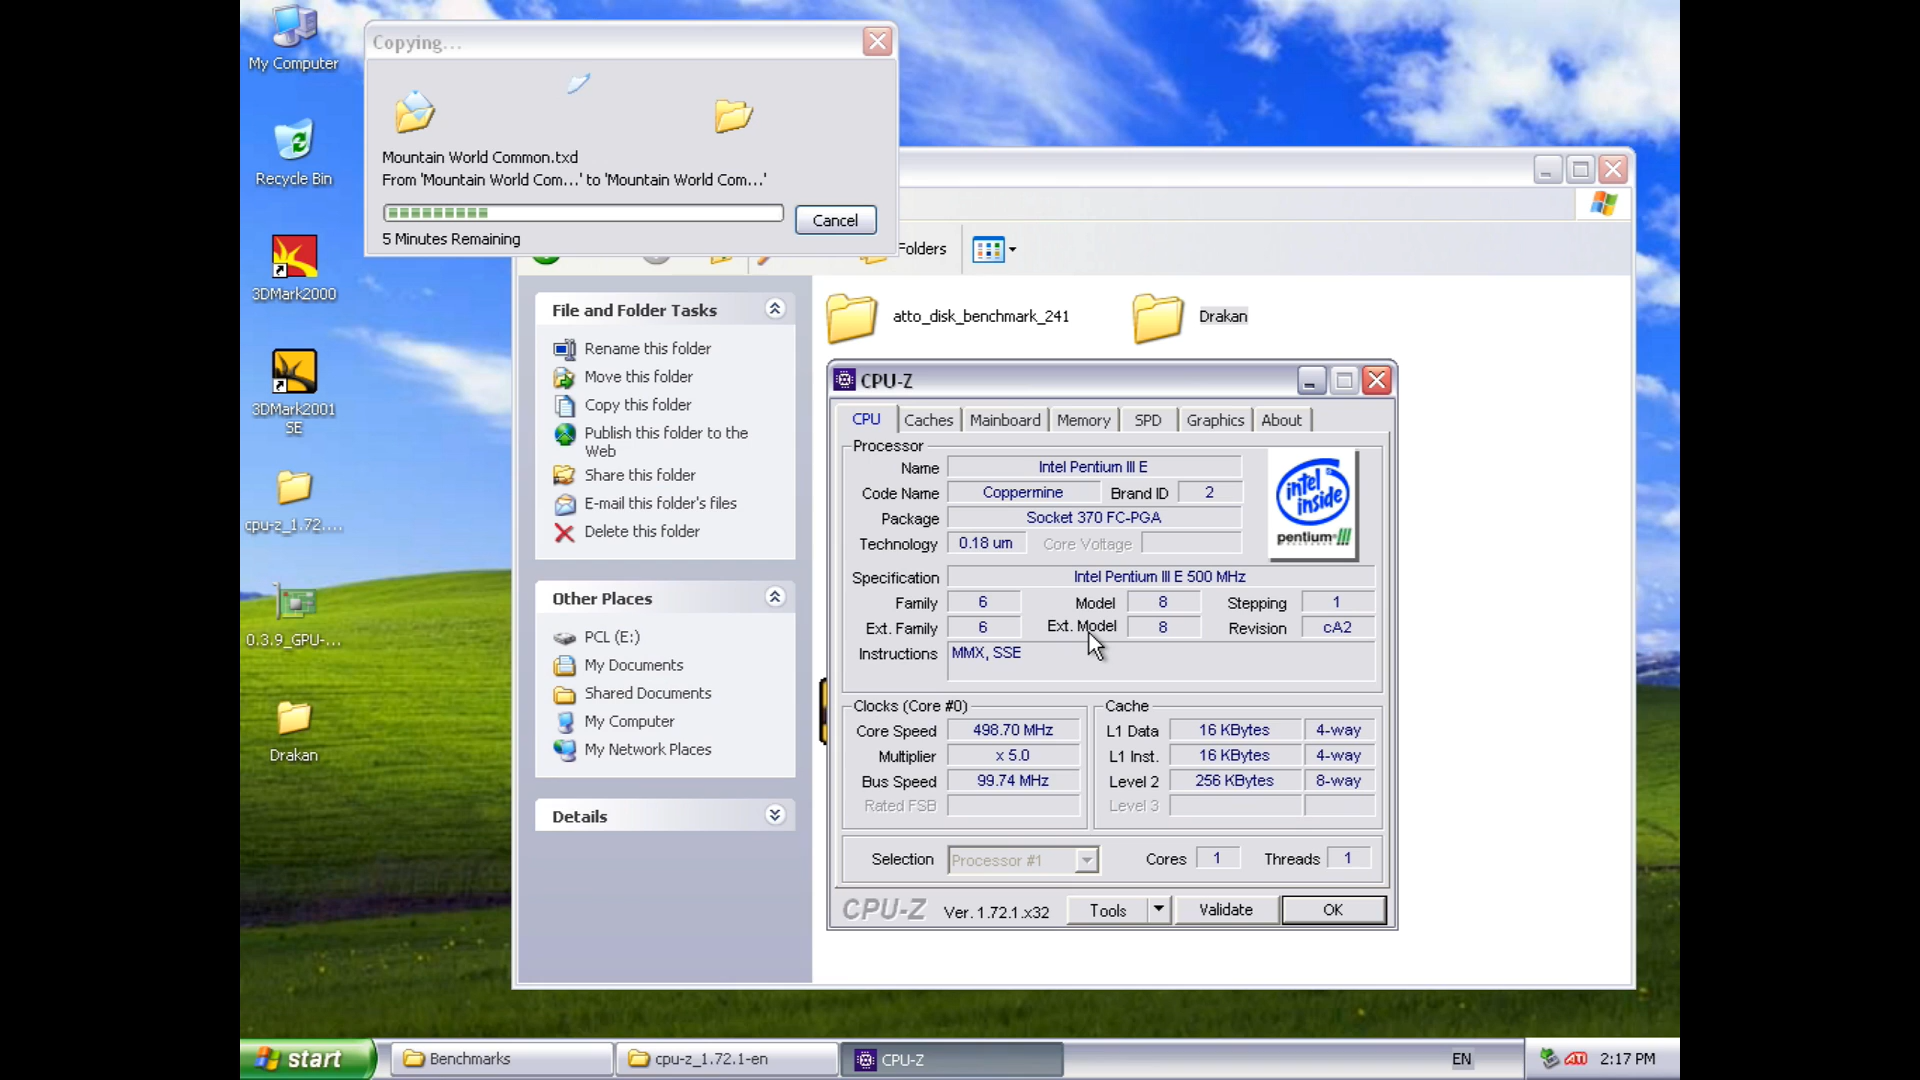 My Computer
Recycle Bin
3DMark2000
3DMark2001
SE
cpu-z_1.72....
0.3.9_GPU-...
Drakan
Copying...
Mountain World Common.txd
From 'Mountain World Com...' to 'Mountain World Com...'
Cancel
5 Minutes Remaining
Folders
File and Folder Tasks
Rename this folder
Move this folder
Copy this folder
Publish this folder to the
Web
Share this folder
E-mail this folder's files
Delete this folder
Other Places
PCL (E:)
My Documents
Shared Documents
My Computer
My Network Places
Details
atto_disk_benchmark_241
Drakan
CPU-Z
CPU Caches Mainboard Memory SPD Graphics About
Processor
Name Intel Pentium III E
Code Name Coppermine Brand ID 2
Package Socket 370 FC-PGA
Technology 0.18 um Core Voltage
intel
inside
pentium III
Specification Intel Pentium III E 500 MHz
Family 6 Model 8 Stepping 1
Ext. Family 6 Ext. Model 8 Revision cA2
Instructions MMX, SSE
Clocks (Core #0)
Core Speed 498.70 MHz
Multiplier x 5.0
Bus Speed 99.74 MHz
Rated FSB
Cache
L1 Data 16 KBytes 4-way
L1 Inst. 16 KBytes 4-way
Level 2 256 KBytes 8-way
Level 3
Selection Processor #1 Cores 1 Threads 1
CPU-Z Ver. 1.72.1.x32 Tools Validate OK
start Benchmarks cpu-z_1.72.1-en CPU-Z EN ATI 2:17 PM